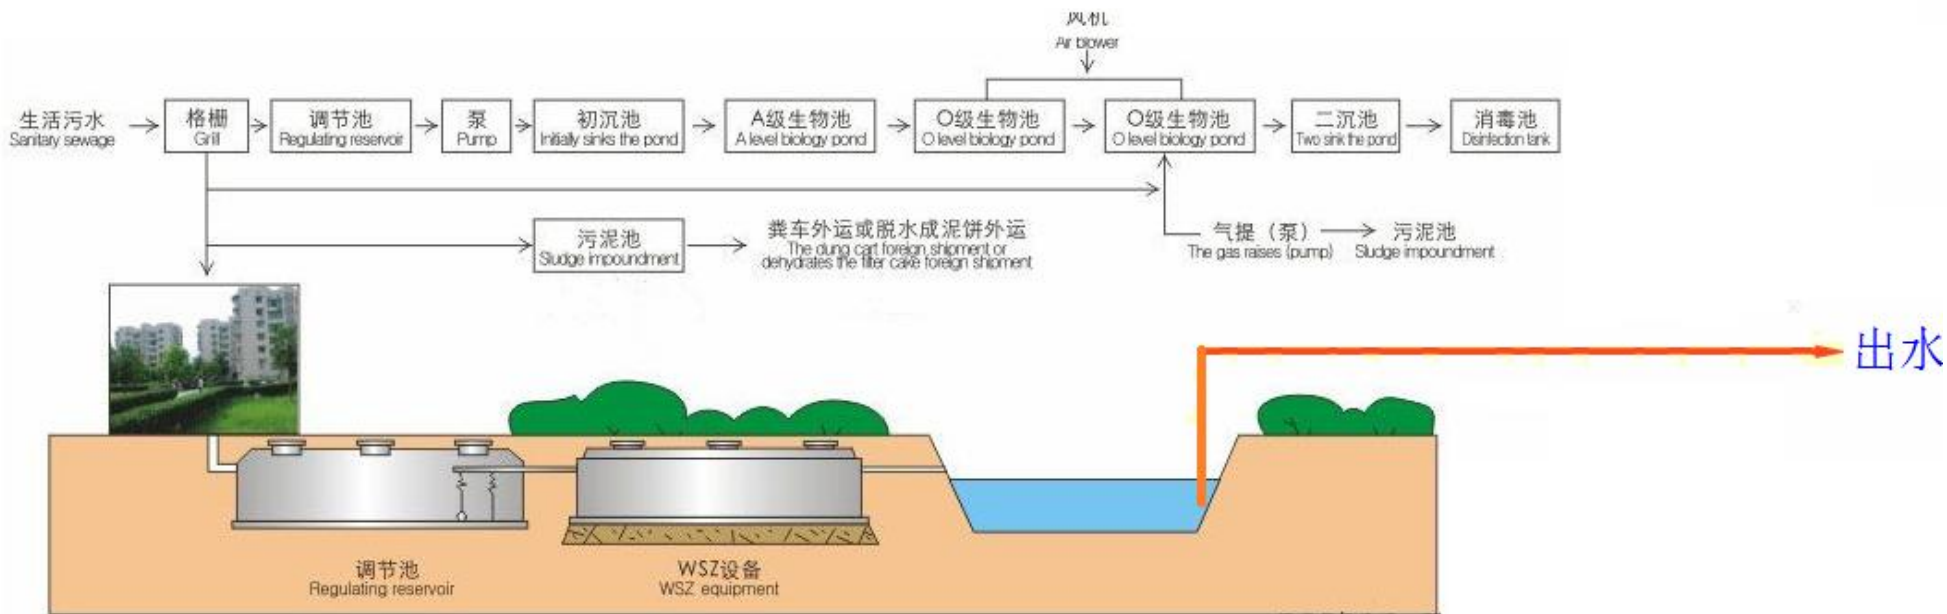 风机
Air blower
生活污水
Sanitary sewage
格栅
Grill
调节池
Regulating reservoir
泵
Pump
初沉池
Initially sinks the pond
A级生物池
A level biology pond
O级生物池
O level biology pond
O级生物池
O level biology pond
二沉池
Two sink the pond
消毒池
Disinfection tank
污泥池
Sludge impoundment
粪车外运或脱水成泥饼外运
The dung cart foreign shipment or
dehydrates the filter cake foreign shipment
气提（泵）
The gas raises (pump)
污泥池
Sludge impoundment
出水
调节池
Regulating reservoir
WSZ设备
WSZ equipment